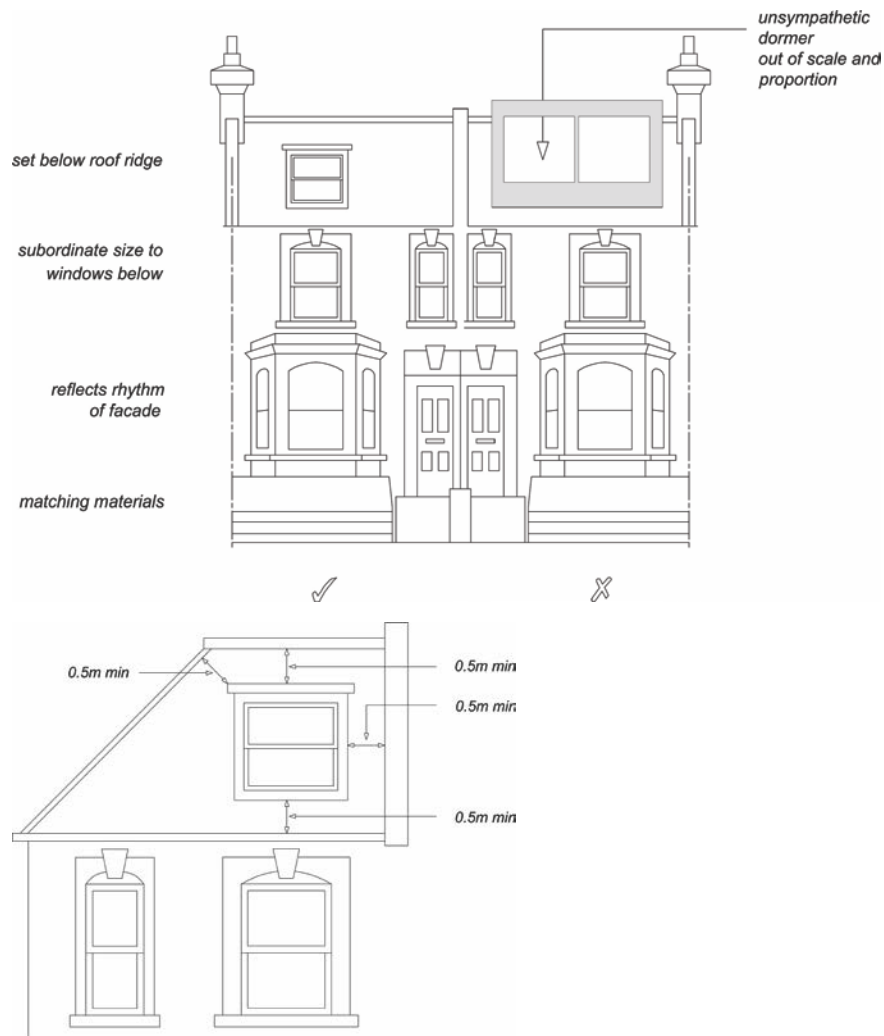 unsympathetic
dormer
out of scale and
proportion
set below roof ridge
subordinate size to
windows below
reflects rhythm
of facade
matching materials
✓
✗
0.5m min
0.5m min
0.5m min
0.5m min